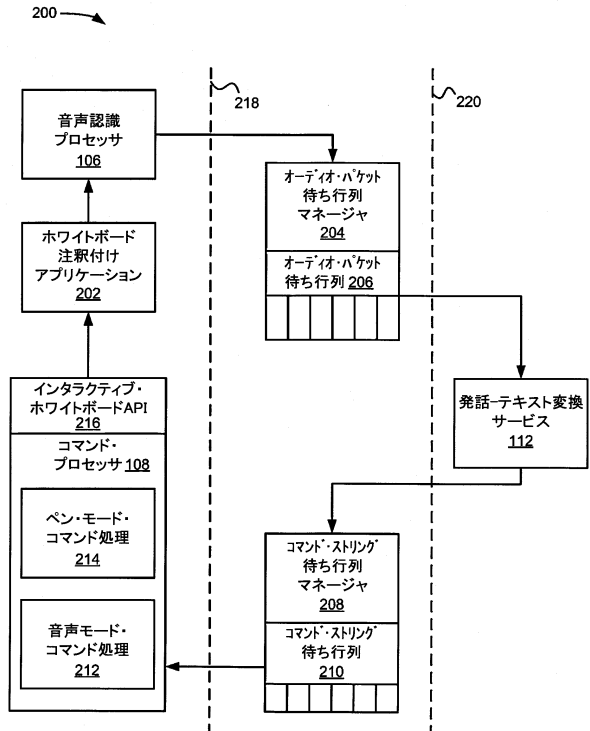 200
218
220
音声認識
プロセッサ
106
オーディオ・パケット
待ち行列
マネージャ
204
オーディオ・パケット
待ち行列 206
ホワイトボード
注釈付け
アプリケーション
202
インタラクティブ・
ホワイトボードAPI
216
コマンド・
プロセッサ 108
ペン・モード・
コマンド処理
214
音声モード・
コマンド処理
212
発話-テキスト変換
サービス
112
コマンド・ストリング
待ち行列
マネージャ
208
コマンド・ストリング
待ち行列
210